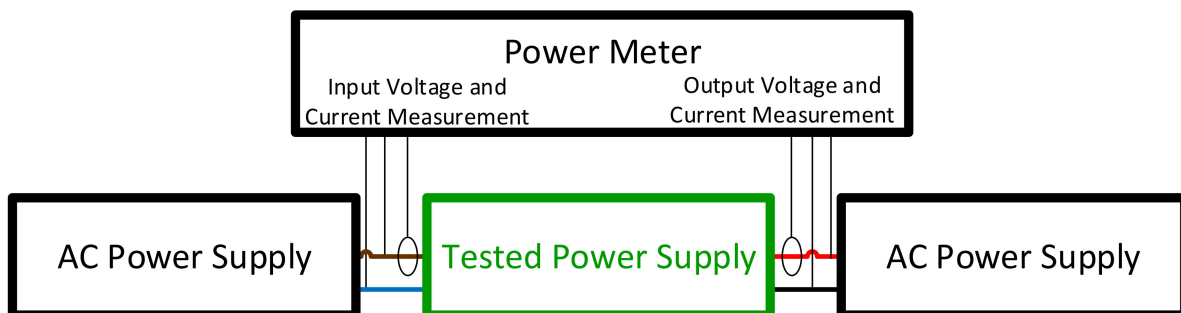 Power Meter
Input Voltage and
Current Measurement
Output Voltage and
Current Measurement
AC Power Supply
Tested Power Supply
AC Power Supply